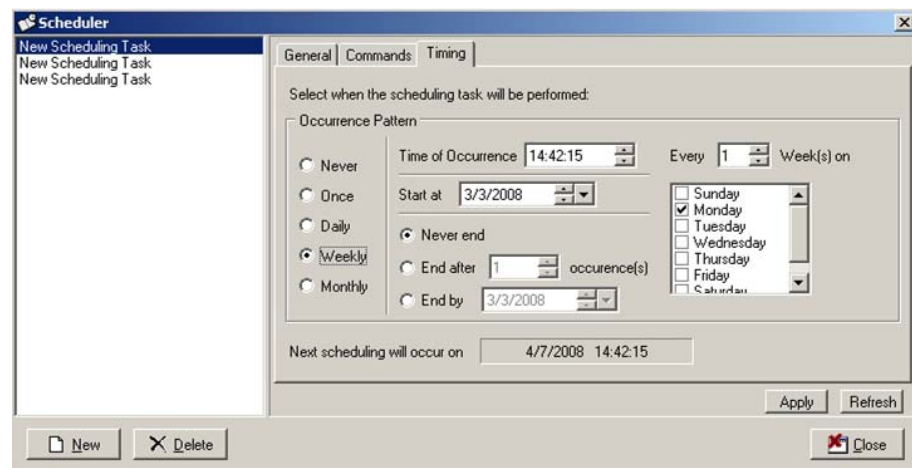 Scheduler
New Scheduling Task
New Scheduling Task
New Scheduling Task
General
Commands
Timing
Select when the scheduling task will be performed:
Occurrence Pattern
Never
Once
Daily
Weekly
Monthly
Time of Occurrence 14:42:15
Start at 3/3/2008
Never end
End after 1 occurence(s)
End by 3/3/2008
Every 1 Week(s) on
Sunday
Monday
Tuesday
Wednesday
Thursday
Friday
Saturday
Next scheduling will occur on 4/7/2008 14:42:15
Apply
Refresh
New
Delete
Close